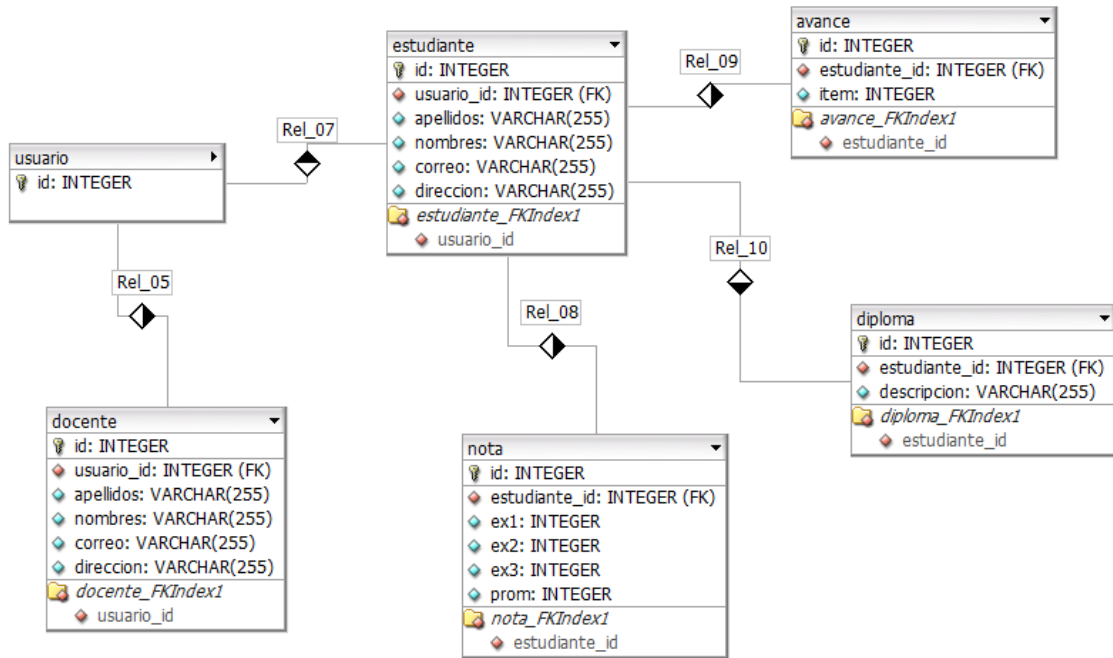 usuario
id: INTEGER
Rel_07
estudiante
id: INTEGER
usuario_id: INTEGER (FK)
apellidos: VARCHAR(255)
nombres: VARCHAR(255)
correo: VARCHAR(255)
direccion: VARCHAR(255)
estudiante_FKIndex1
usuario_id
Rel_09
avance
id: INTEGER
estudiante_id: INTEGER (FK)
item: INTEGER
avance_FKIndex1
estudiante_id
Rel_05
Rel_08
Rel_10
docente
id: INTEGER
usuario_id: INTEGER (FK)
apellidos: VARCHAR(255)
nombres: VARCHAR(255)
correo: VARCHAR(255)
direccion: VARCHAR(255)
docente_FKIndex1
usuario_id
nota
id: INTEGER
estudiante_id: INTEGER (FK)
ex1: INTEGER
ex2: INTEGER
ex3: INTEGER
prom: INTEGER
nota_FKIndex1
estudiante_id
diploma
id: INTEGER
estudiante_id: INTEGER (FK)
descripcion: VARCHAR(255)
diploma_FKIndex1
estudiante_id